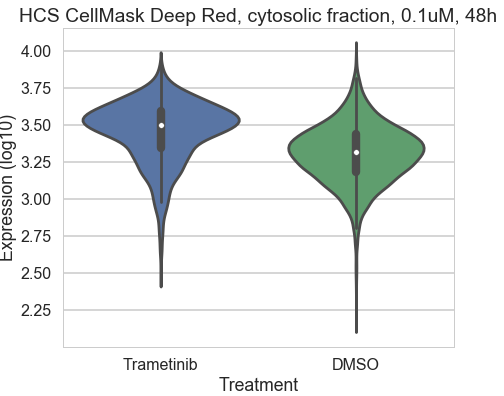 HCS CellMask Deep Red, cytosolic fraction, 0.1uM, 48h
4.00
3.75
3.50
3.25
3.00
2.75
2.50
2.25
Expression (log10)
Trametinib
DMSO
Treatment